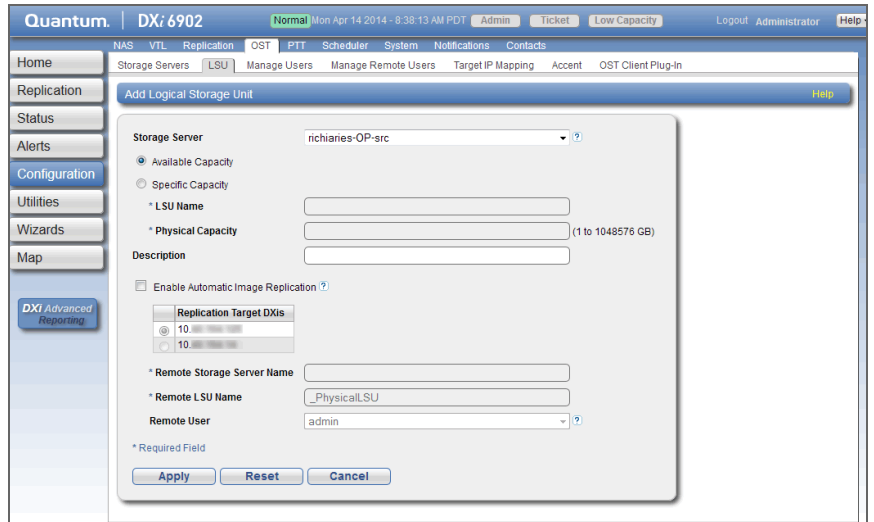 Quantum. DXi 6902 Normal Mon Apr 14 2014 - 8:38:13 AM PDT Admin Ticket Low Capacity Logout Administrator Help
NAS VTL Replication OST PTT Scheduler System Notifications Contacts
Storage Servers LSU Manage Users Manage Remote Users Target IP Mapping Accent OST Client Plug-In
Home
Replication
Status
Alerts
Configuration
Utilities
Wizards
Map
DXi Advanced
Reporting
Add Logical Storage Unit Help
Storage Server richiaries-OP-src ?
Available Capacity
Specific Capacity
* LSU Name
* Physical Capacity (1 to 1048576 GB)
Description
Enable Automatic Image Replication ?
Replication Target DXis
10.
10.
* Remote Storage Server Name
* Remote LSU Name _PhysicalLSU
Remote User admin ?
* Required Field
Apply Reset Cancel